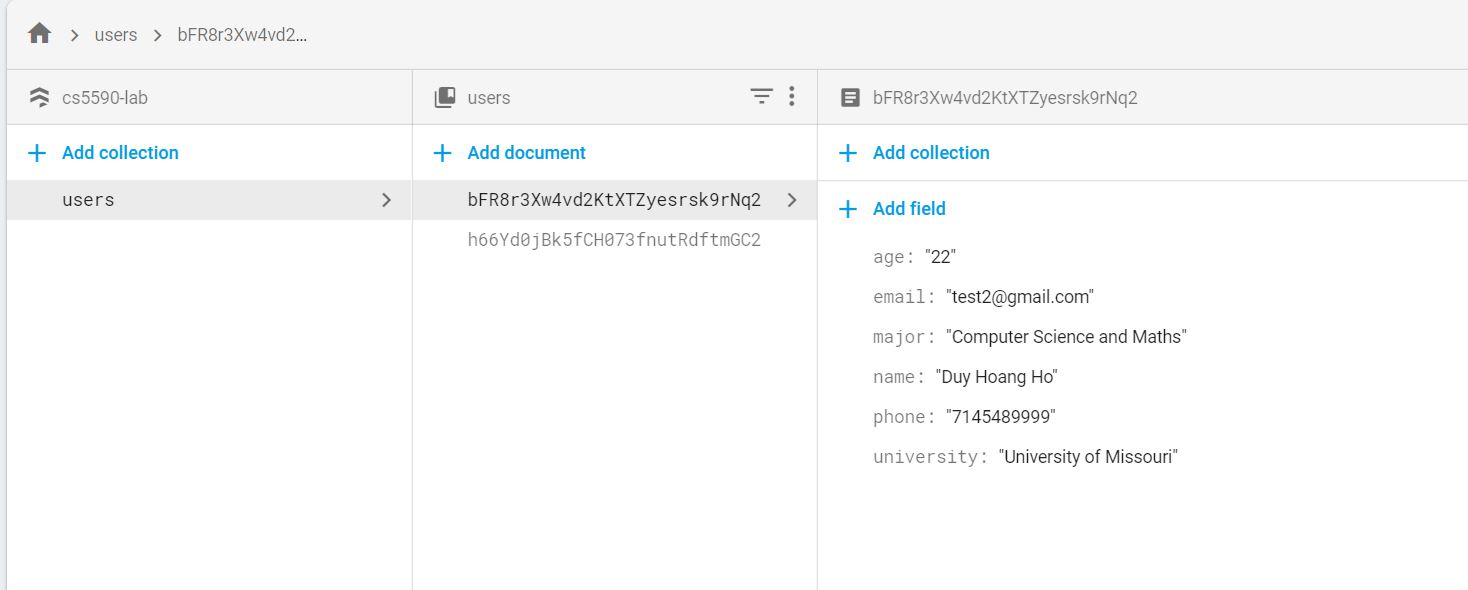 users bFR8r3Xw4vd2...
cs5590-lab
Add collection
users
users
Add document
bFR8r3Xw4vd2KtXTZyesrsk9rNq2
h66Yd0jBk5fCH073fnutRdftmGC2
bFR8r3Xw4vd2KtXTZyesrsk9rNq2
Add collection
Add field
age: "22"
email: "test2@gmail.com"
major: "Computer Science and Maths"
name: "Duy Hoang Ho"
phone: "7145489999"
university: "University of Missouri"